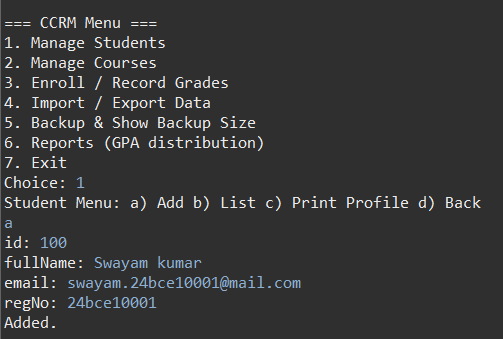 === CCRM Menu ===
1. Manage Students
2. Manage Courses
3. Enroll / Record Grades
4. Import / Export Data
5. Backup & Show Backup Size
6. Reports (GPA distribution)
7. Exit
Choice: 1
Student Menu: a) Add b) List c) Print Profile d) Back
a
id: 100
fullName: Swayam kumar
email: swayam.24bce10001@mail.com
regNo: 24bce10001
Added.